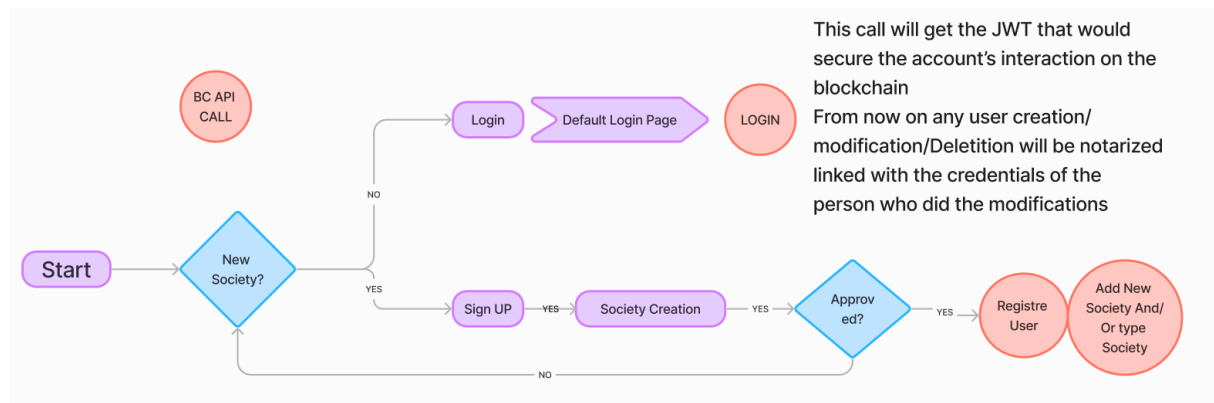 This call will get the JWT that would
secure the account’s interaction on the
blockchain
From now on any user creation/
modification/Deletition will be notarized
linked with the credentials of the
person who did the modifications
BC API
CALL
Login
Default Login Page
LOGIN
NO
Start
New
Society?
YES
Sign UP
YES
Society Creation
YES
Approv
ed?
YES
Registre
User
Add New
Society And/
Or type
Society
NO